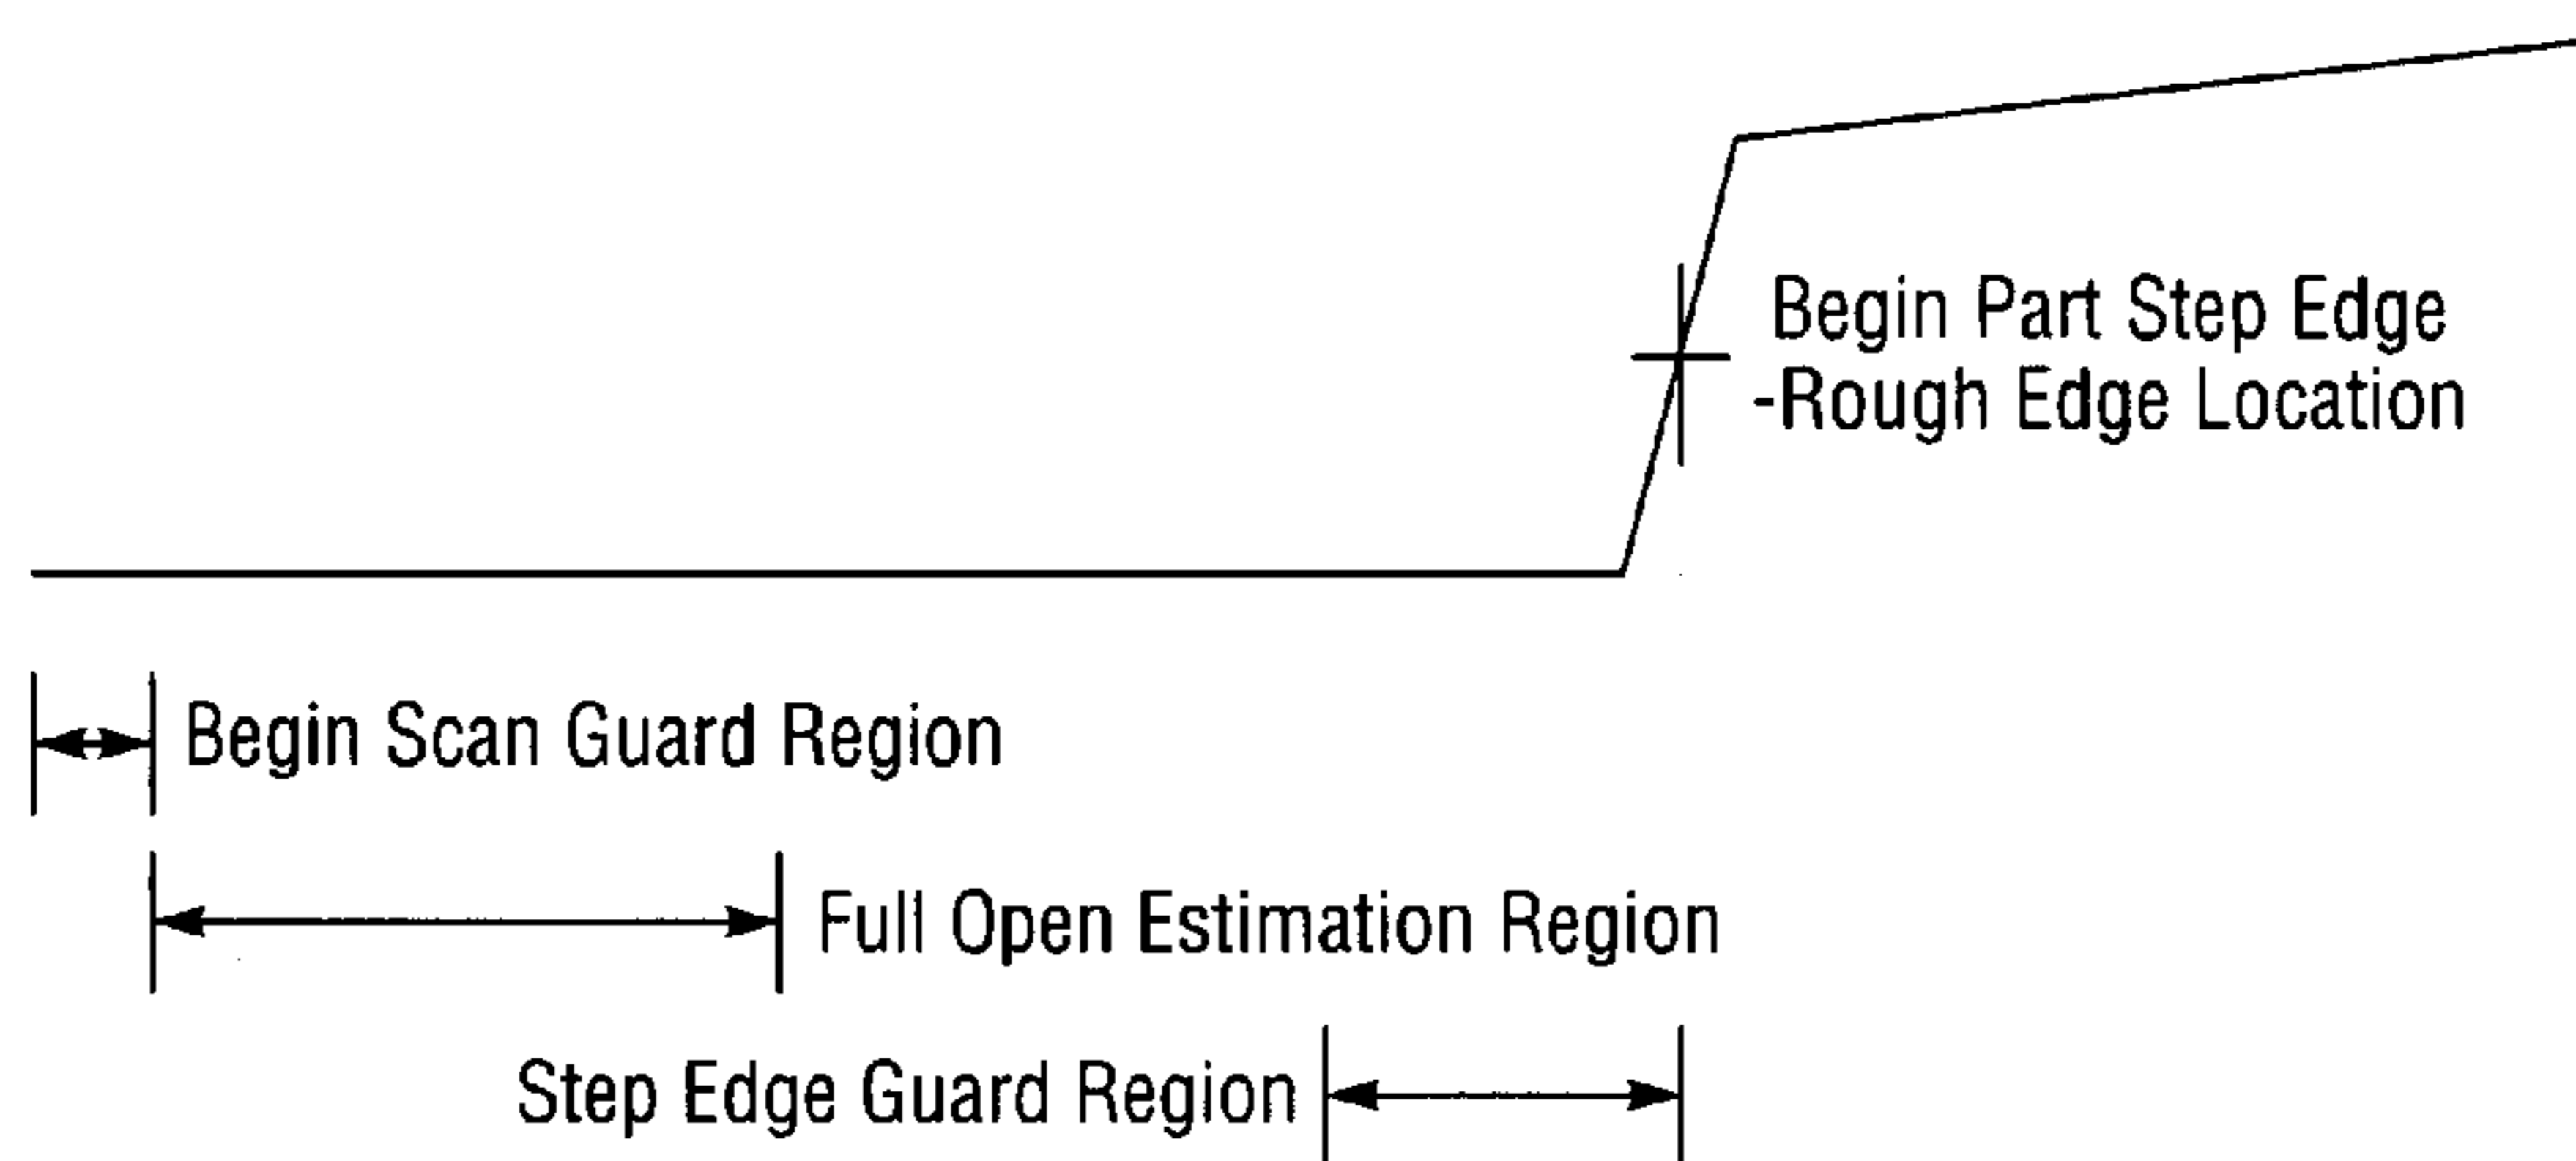 Begin Part Step Edge
-Rough Edge Location
Begin Scan Guard Region
Full Open Estimation Region
Step Edge Guard Region